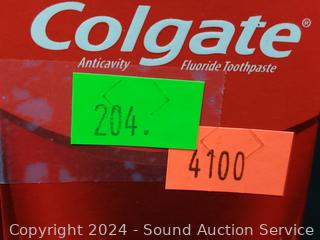 Colgate®
Anticavity Fluoride Toothpaste
204.
4100
Copyright 2024 - Sound Auction Service